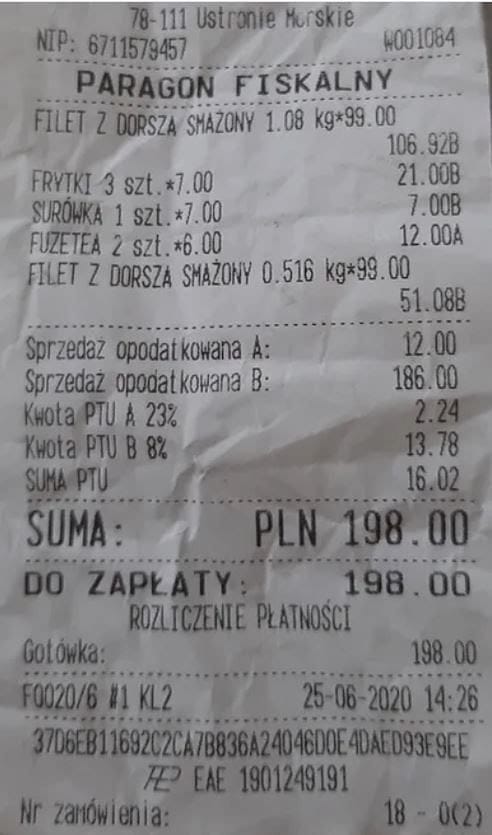 78-111 Ustronie Morskie
NIP: 6711579457 W001084
PARAGON FISKALNY
FILET Z DORSZA SMAŻONY 1.08 kg*99.00
106.92B
FRYTKI 3 szt.*7.00 21.00B
SURÓWKA 1 szt.*7.00 7.00B
FUZETEA 2 szt.*6.00 12.00A
FILET Z DORSZA SMAŻONY 0.516 kg*99.00
51.08B
Sprzedaż opodatkowana A: 12.00
Sprzedaż opodatkowana B: 186.00
Kwota PTU A 23% 2.24
Kwota PTU B 8% 13.78
SUMA PTU 16.02
SUMA: PLN 198.00
DO ZAPŁATY: 198.00
ROZLICZENIE PŁATNOŚCI
Gotówka: 198.00
F0020/6 #1 KL2 25-06-2020 14:26
37D6EB11692C2CA7B836A24046D0E4DAED93E9EE
EAE 1901249191
Nr zamówienia: 18 - 0(2)